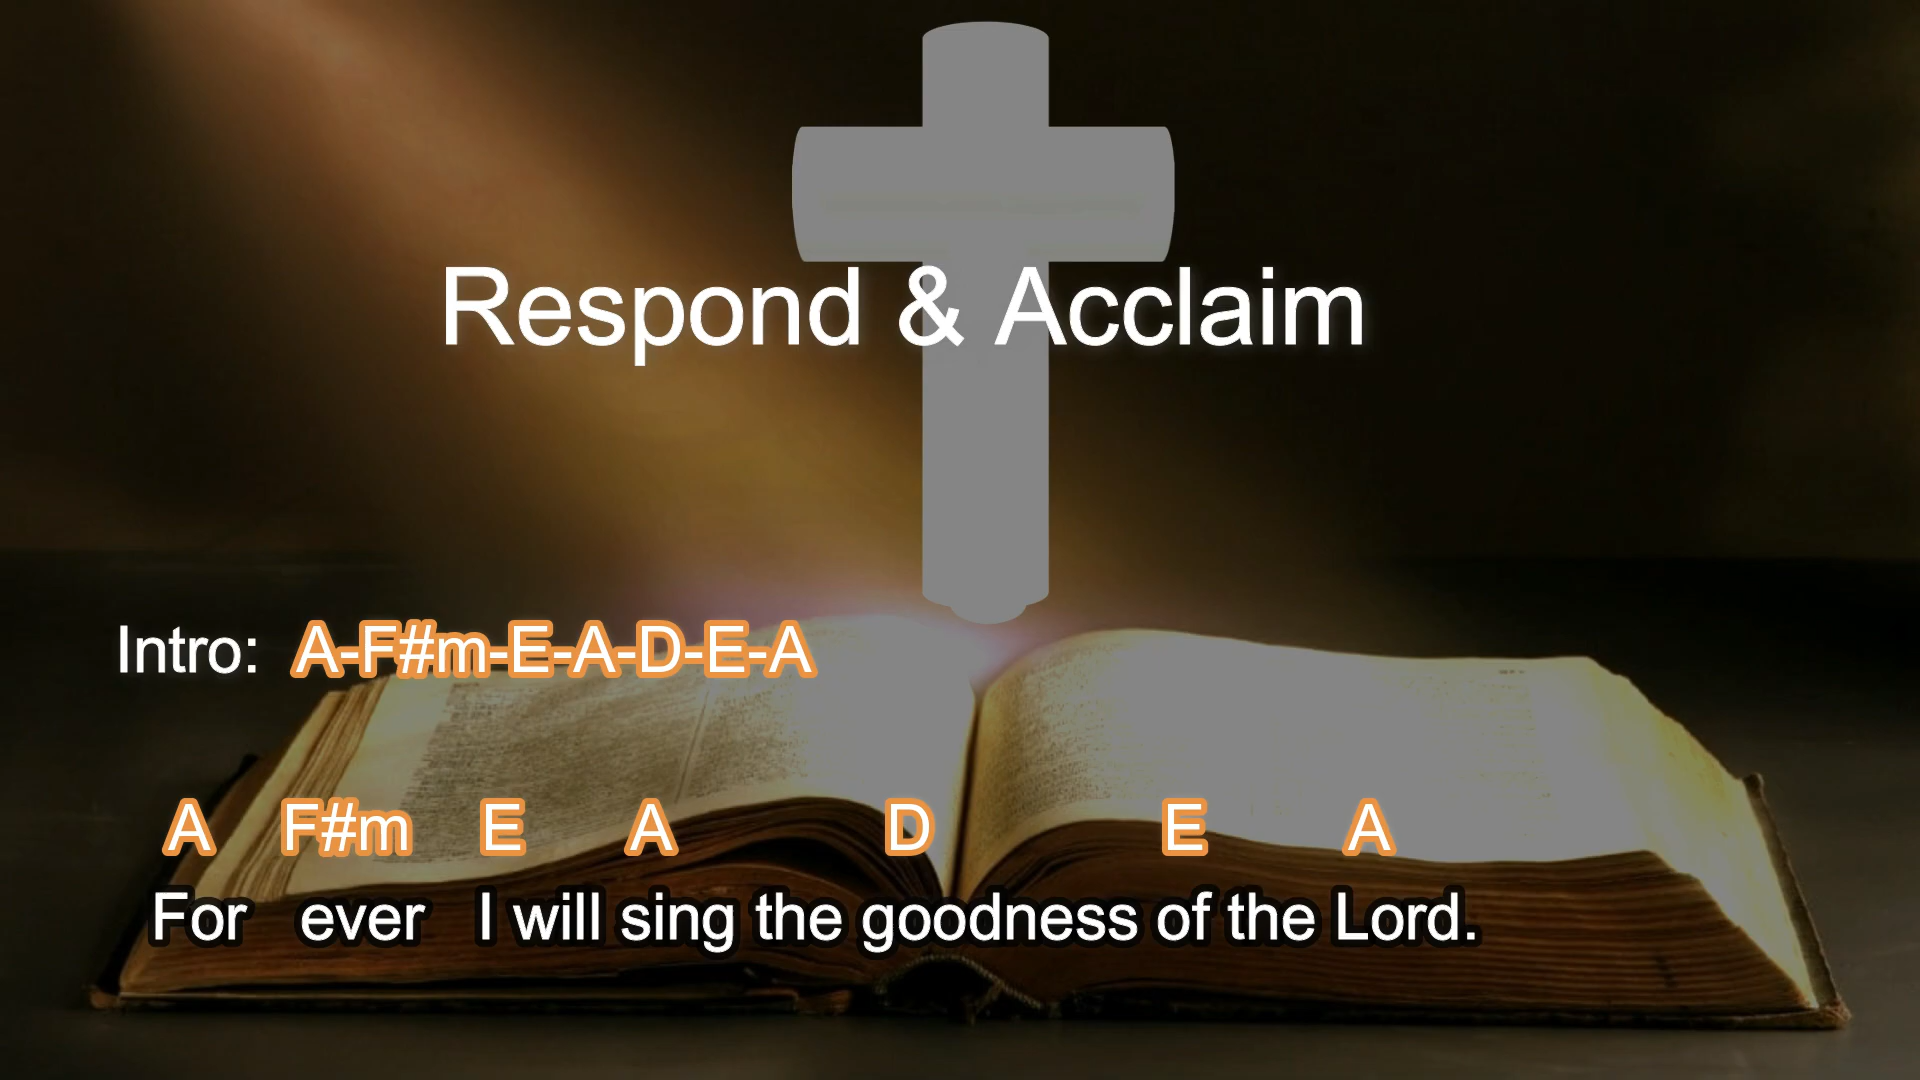 Respond & Acclaim
Intro: A-F#m-E-A-D-E-A
A F#m E A D E A
For ever I will sing the goodness of the Lord.